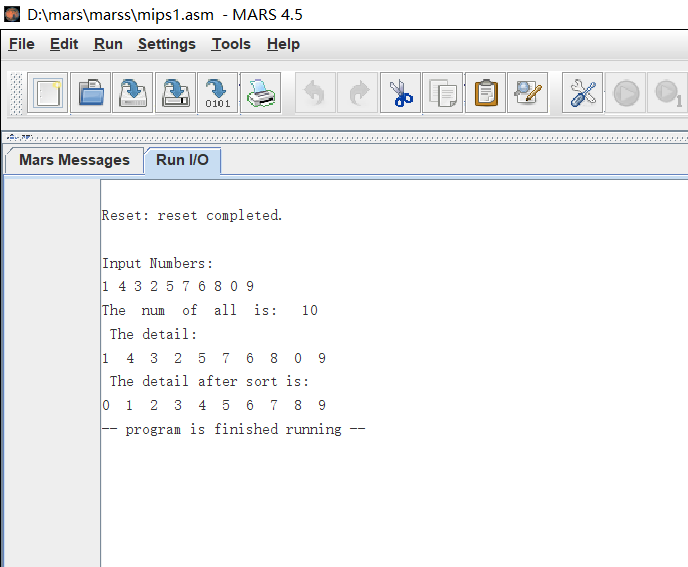 D:\mars\marss\mips1.asm - MARS 4.5
File Edit Run Settings Tools Help
0101
1
Mars Messages Run I/O
Reset: reset completed.
Input Numbers:
1 4 3 2 5 7 6 8 0 9
The num of all is: 10
The detail:
1 4 3 2 5 7 6 8 0 9
The detail after sort is:
0 1 2 3 4 5 6 7 8 9
-- program is finished running --